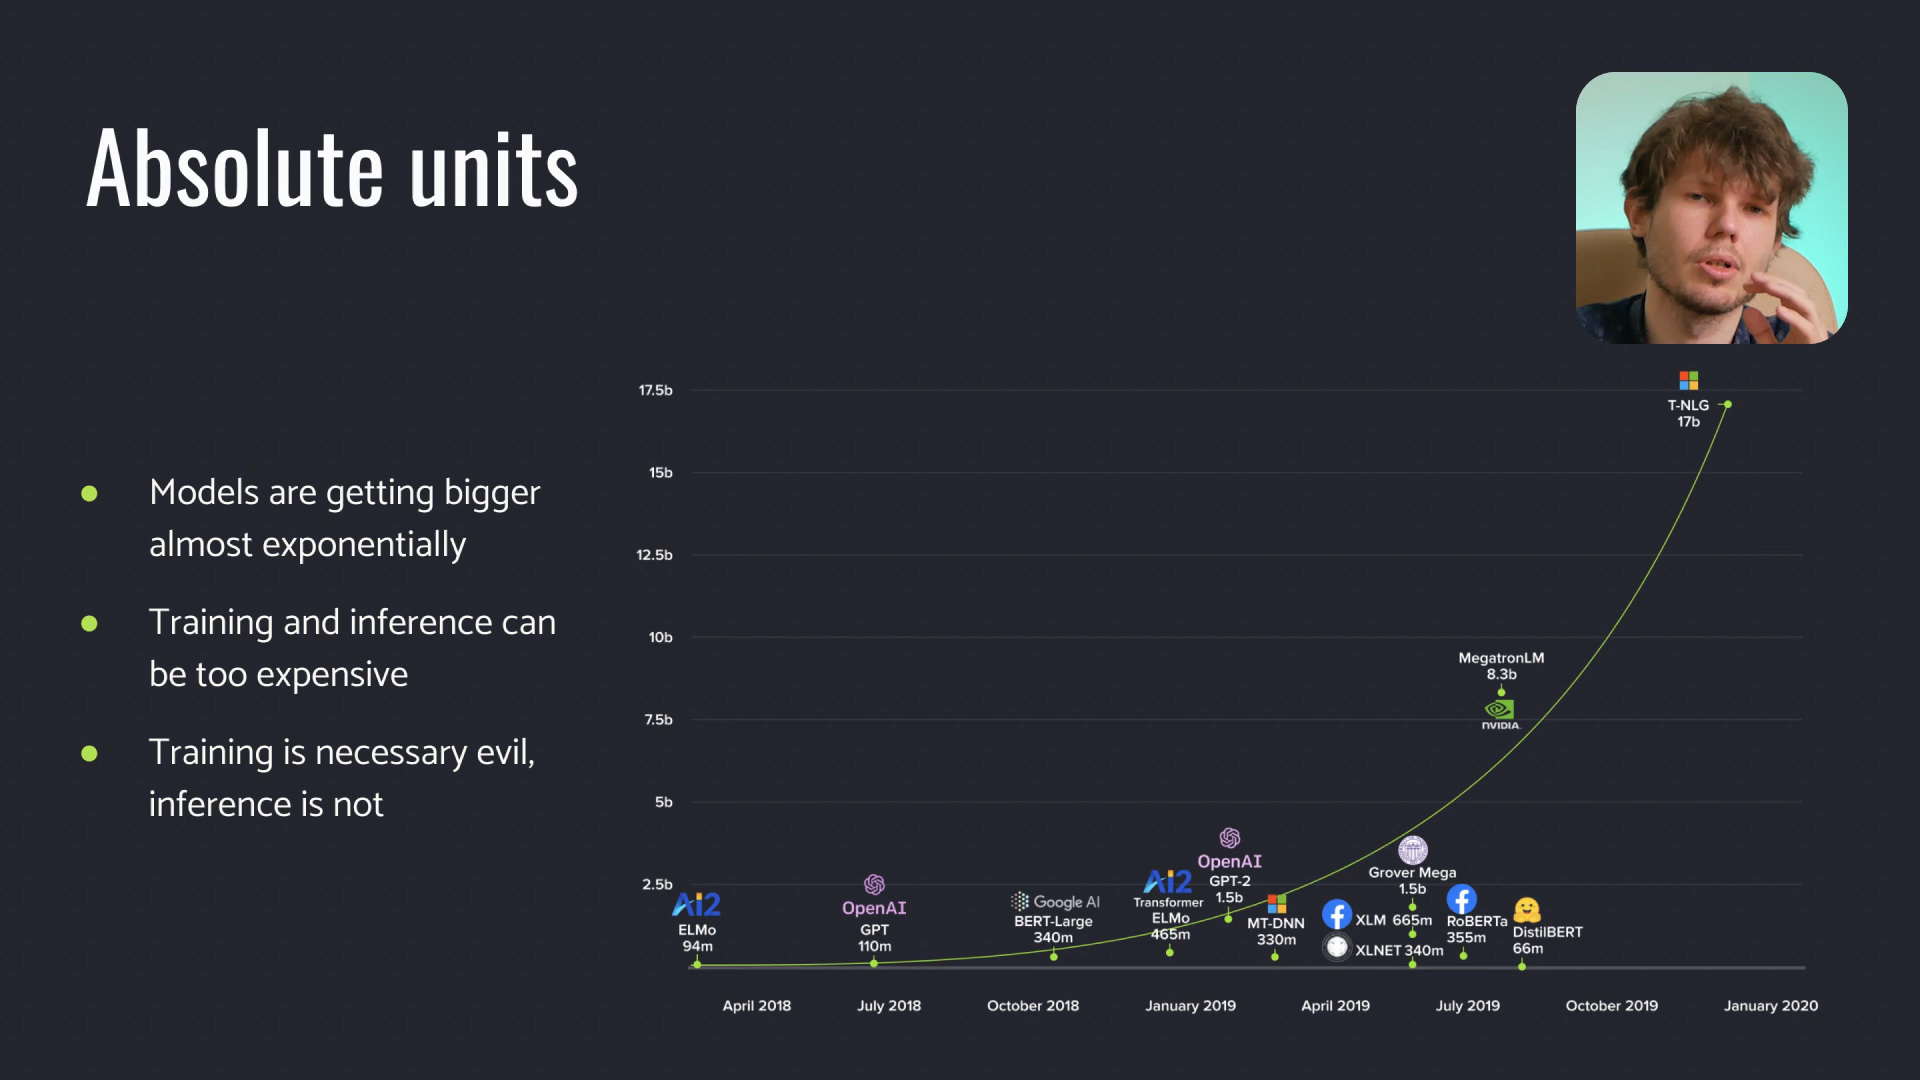 Absolute units
Models are getting bigger
almost exponentially
Training and inference can
be too expensive
Training is necessary evil,
inference is not
17.5b
15b
12.5b
10b
7.5b
5b
2.5b
T-NLG
17b
MegatronLM
8.3b
NVIDIA
Ai2
ELMo
94m
OpenAI
GPT
110m
Google AI
BERT-Large
340m
Ai2
Transformer
ELMo
465m
OpenAI
GPT-2
1.5b
MT-DNN
330m
Grover Mega
1.5b
XLM 665m
XLNET 340m
RoBERTa
355m
DistilBERT
66m
April 2018
July 2018
October 2018
January 2019
April 2019
July 2019
October 2019
January 2020